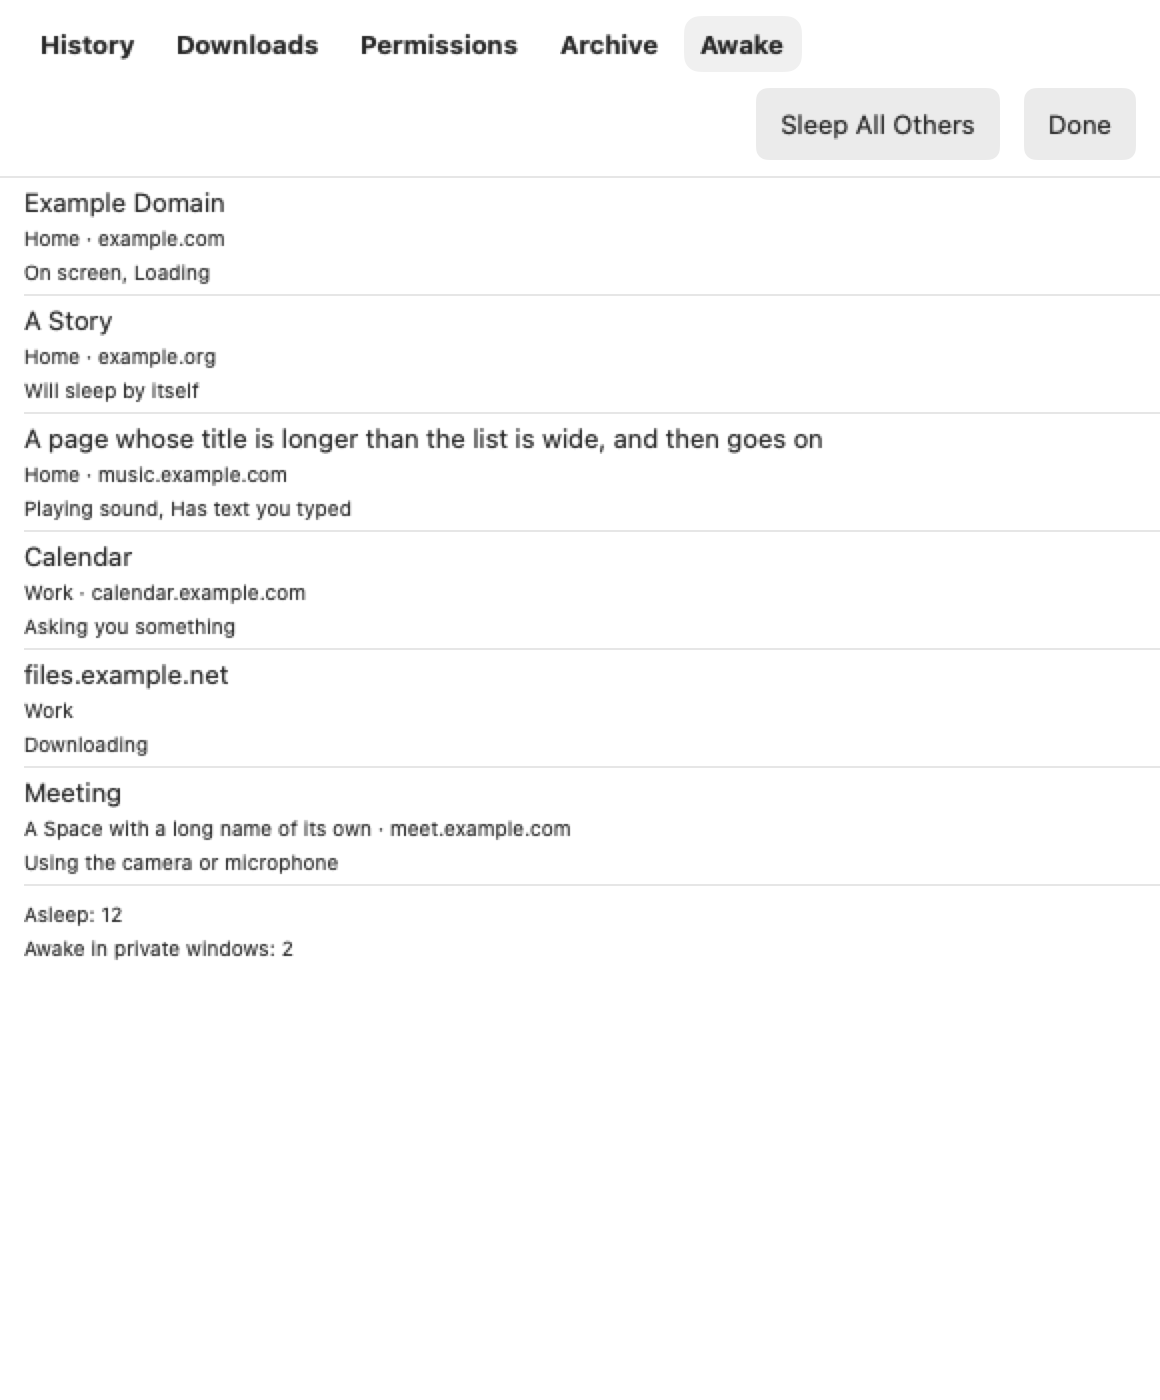 History Downloads Permissions Archive Awake
Sleep All Others Done
Example Domain
Home · example.com
On screen, Loading
A Story
Home · example.org
Will sleep by itself
A page whose title is longer than the list is wide, and then goes on
Home · music.example.com
Playing sound, Has text you typed
Calendar
Work · calendar.example.com
Asking you something
files.example.net
Work
Downloading
Meeting
A Space with a long name of its own · meet.example.com
Using the camera or microphone
Asleep: 12
Awake in private windows: 2